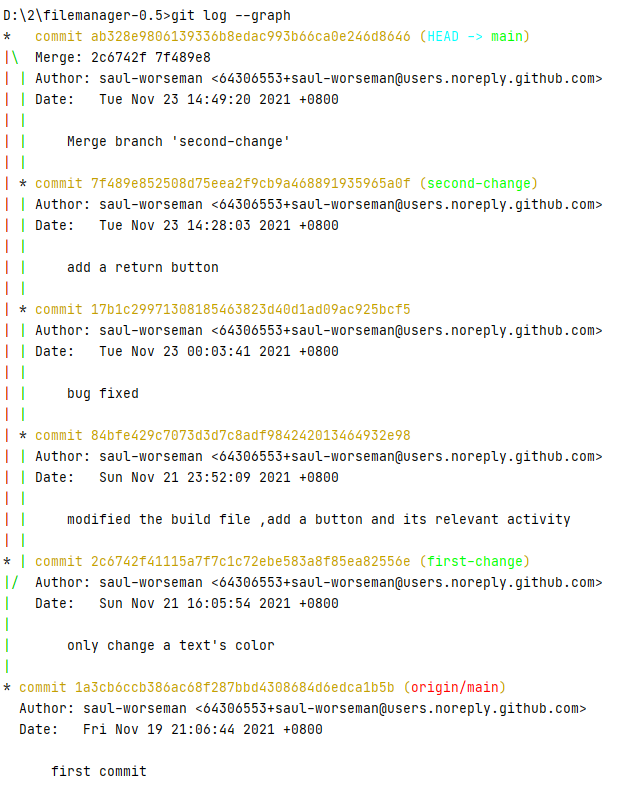 D:\2\filemanager-0.5>git log --graph
*   commit ab328e9806139336b8edac993b66ca0e246d8646 (HEAD -> main)
|\  Merge: 2c6742f 7f489e8
| | Author: saul-worseman <64306553+saul-worseman@users.noreply.github.com>
| | Date:   Tue Nov 23 14:49:20 2021 +0800
| |
| |     Merge branch 'second-change'
| |
| * commit 7f489e852508d75eea2f9cb9a468891935965a0f (second-change)
| | Author: saul-worseman <64306553+saul-worseman@users.noreply.github.com>
| | Date:   Tue Nov 23 14:28:03 2021 +0800
| |
| |     add a return button
| |
| * commit 17b1c29971308185463823d40d1ad09ac925bcf5
| | Author: saul-worseman <64306553+saul-worseman@users.noreply.github.com>
| | Date:   Tue Nov 23 00:03:41 2021 +0800
| |
| |     bug fixed
| |
| * commit 84bfe429c7073d3d7c8adf984242013464932e98
| | Author: saul-worseman <64306553+saul-worseman@users.noreply.github.com>
| | Date:   Sun Nov 21 23:52:09 2021 +0800
| |
| |     modified the build file ,add a button and its relevant activity
| |
* | commit 2c6742f41115a7f7c1c72ebe583a8f85ea82556e (first-change)
|/  Author: saul-worseman <64306553+saul-worseman@users.noreply.github.com>
|   Date:   Sun Nov 21 16:05:54 2021 +0800
|
|       only change a text's color
|
* commit 1a3cb6ccb386ac68f287bbd4308684d6edca1b5b (origin/main)
  Author: saul-worseman <64306553+saul-worseman@users.noreply.github.com>
  Date:   Fri Nov 19 21:06:44 2021 +0800

      first commit